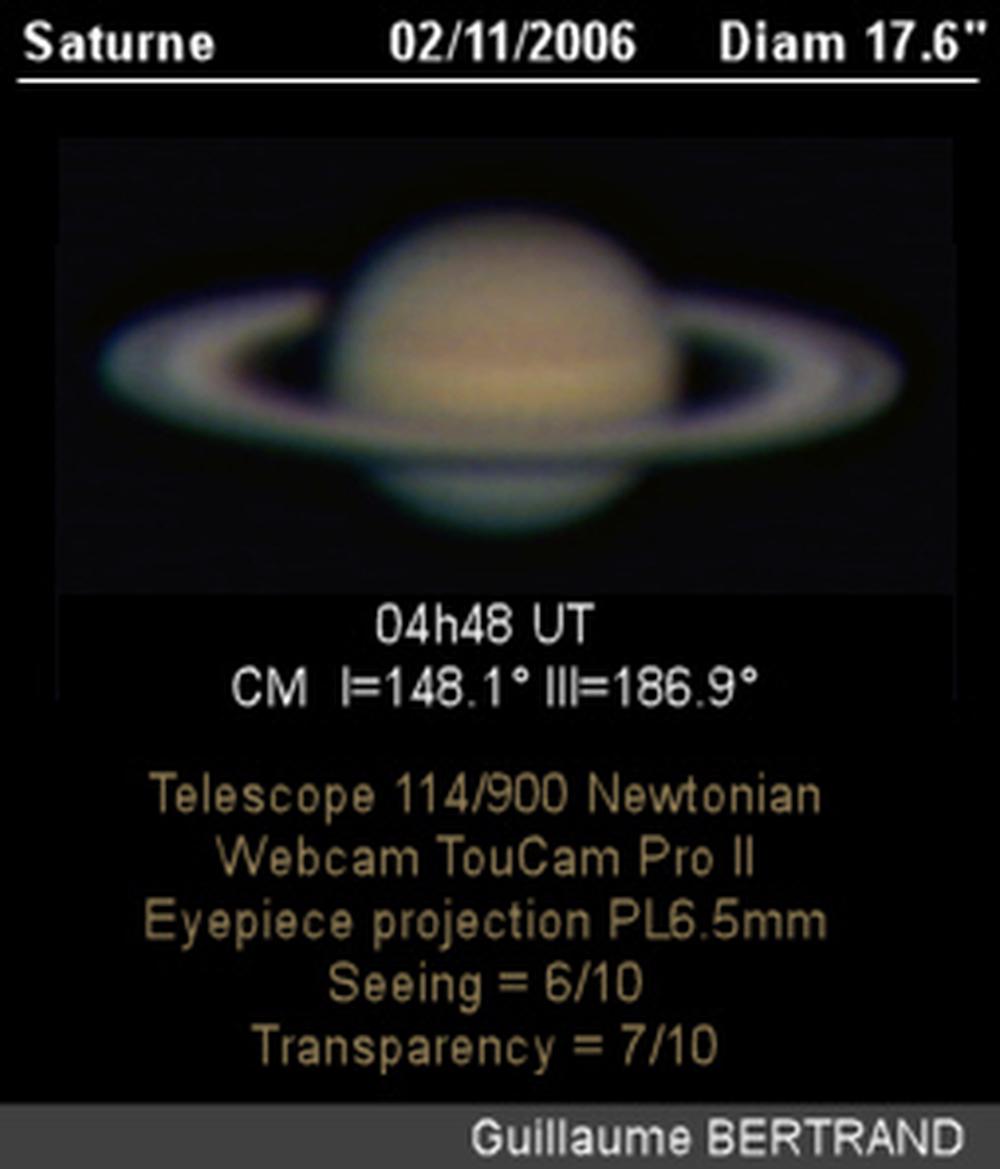 Saturne 02/11/2006 Diam 17.6"
04h48 UT
CM I=148.1° III=186.9°
Telescope 114/900 Newtonian
Webcam TouCam Pro II
Eyepiece projection PL6.5mm
Seeing = 6/10
Transparency = 7/10
Guillaume BERTRAND